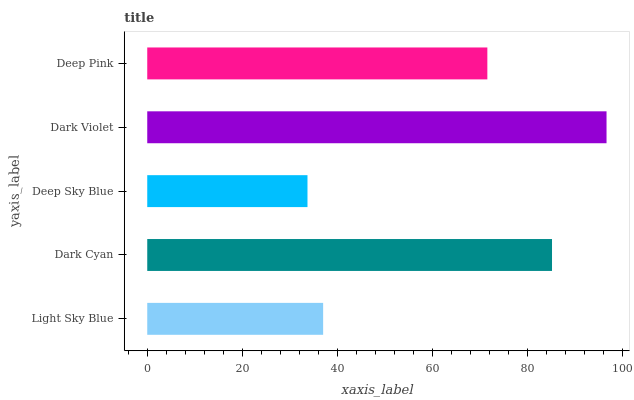 title
Deep Pink
Dark Violet
Deep Sky Blue
Dark Cyan
Light Sky Blue
yaxis_label
0 20 40 60 80 100
xaxis_label